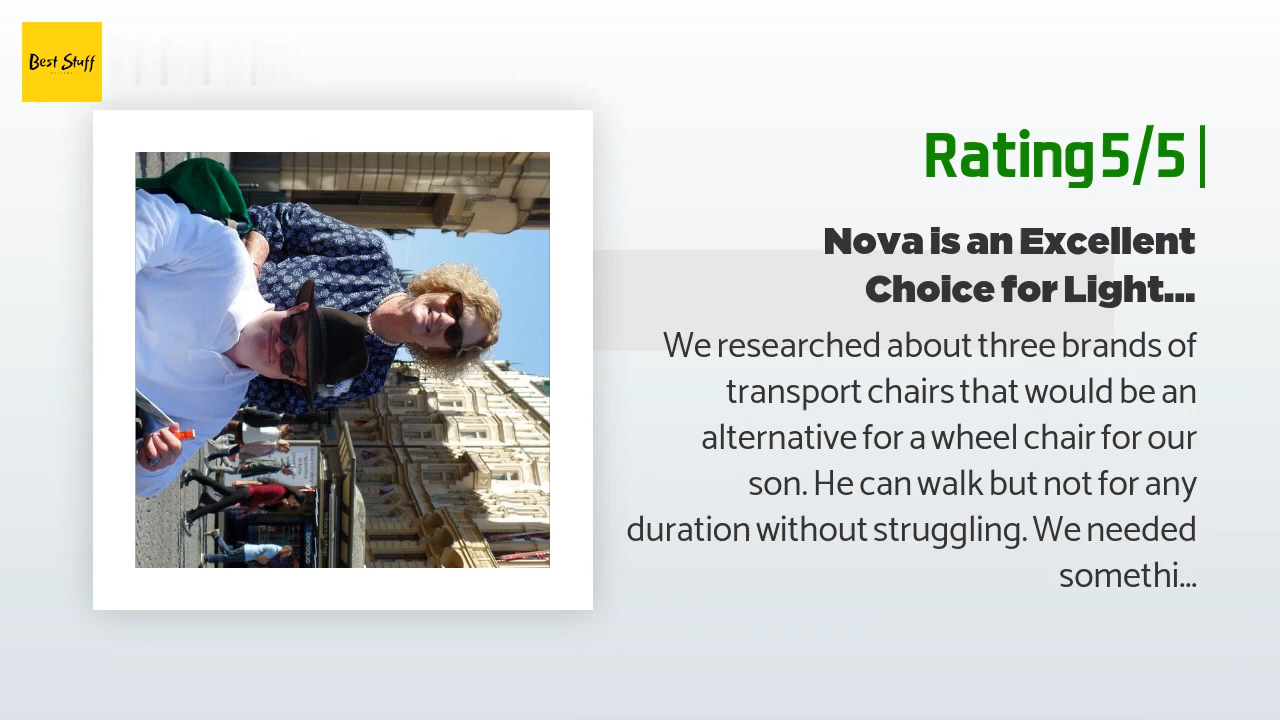 Best Stuff
Rating 5/5
Nova is an Excellent
Choice for Light...
We researched about three brands of
transport chairs that would be an
alternative for a wheel chair for our
son. He can walk but not for any
duration without struggling. We needed
somethi...